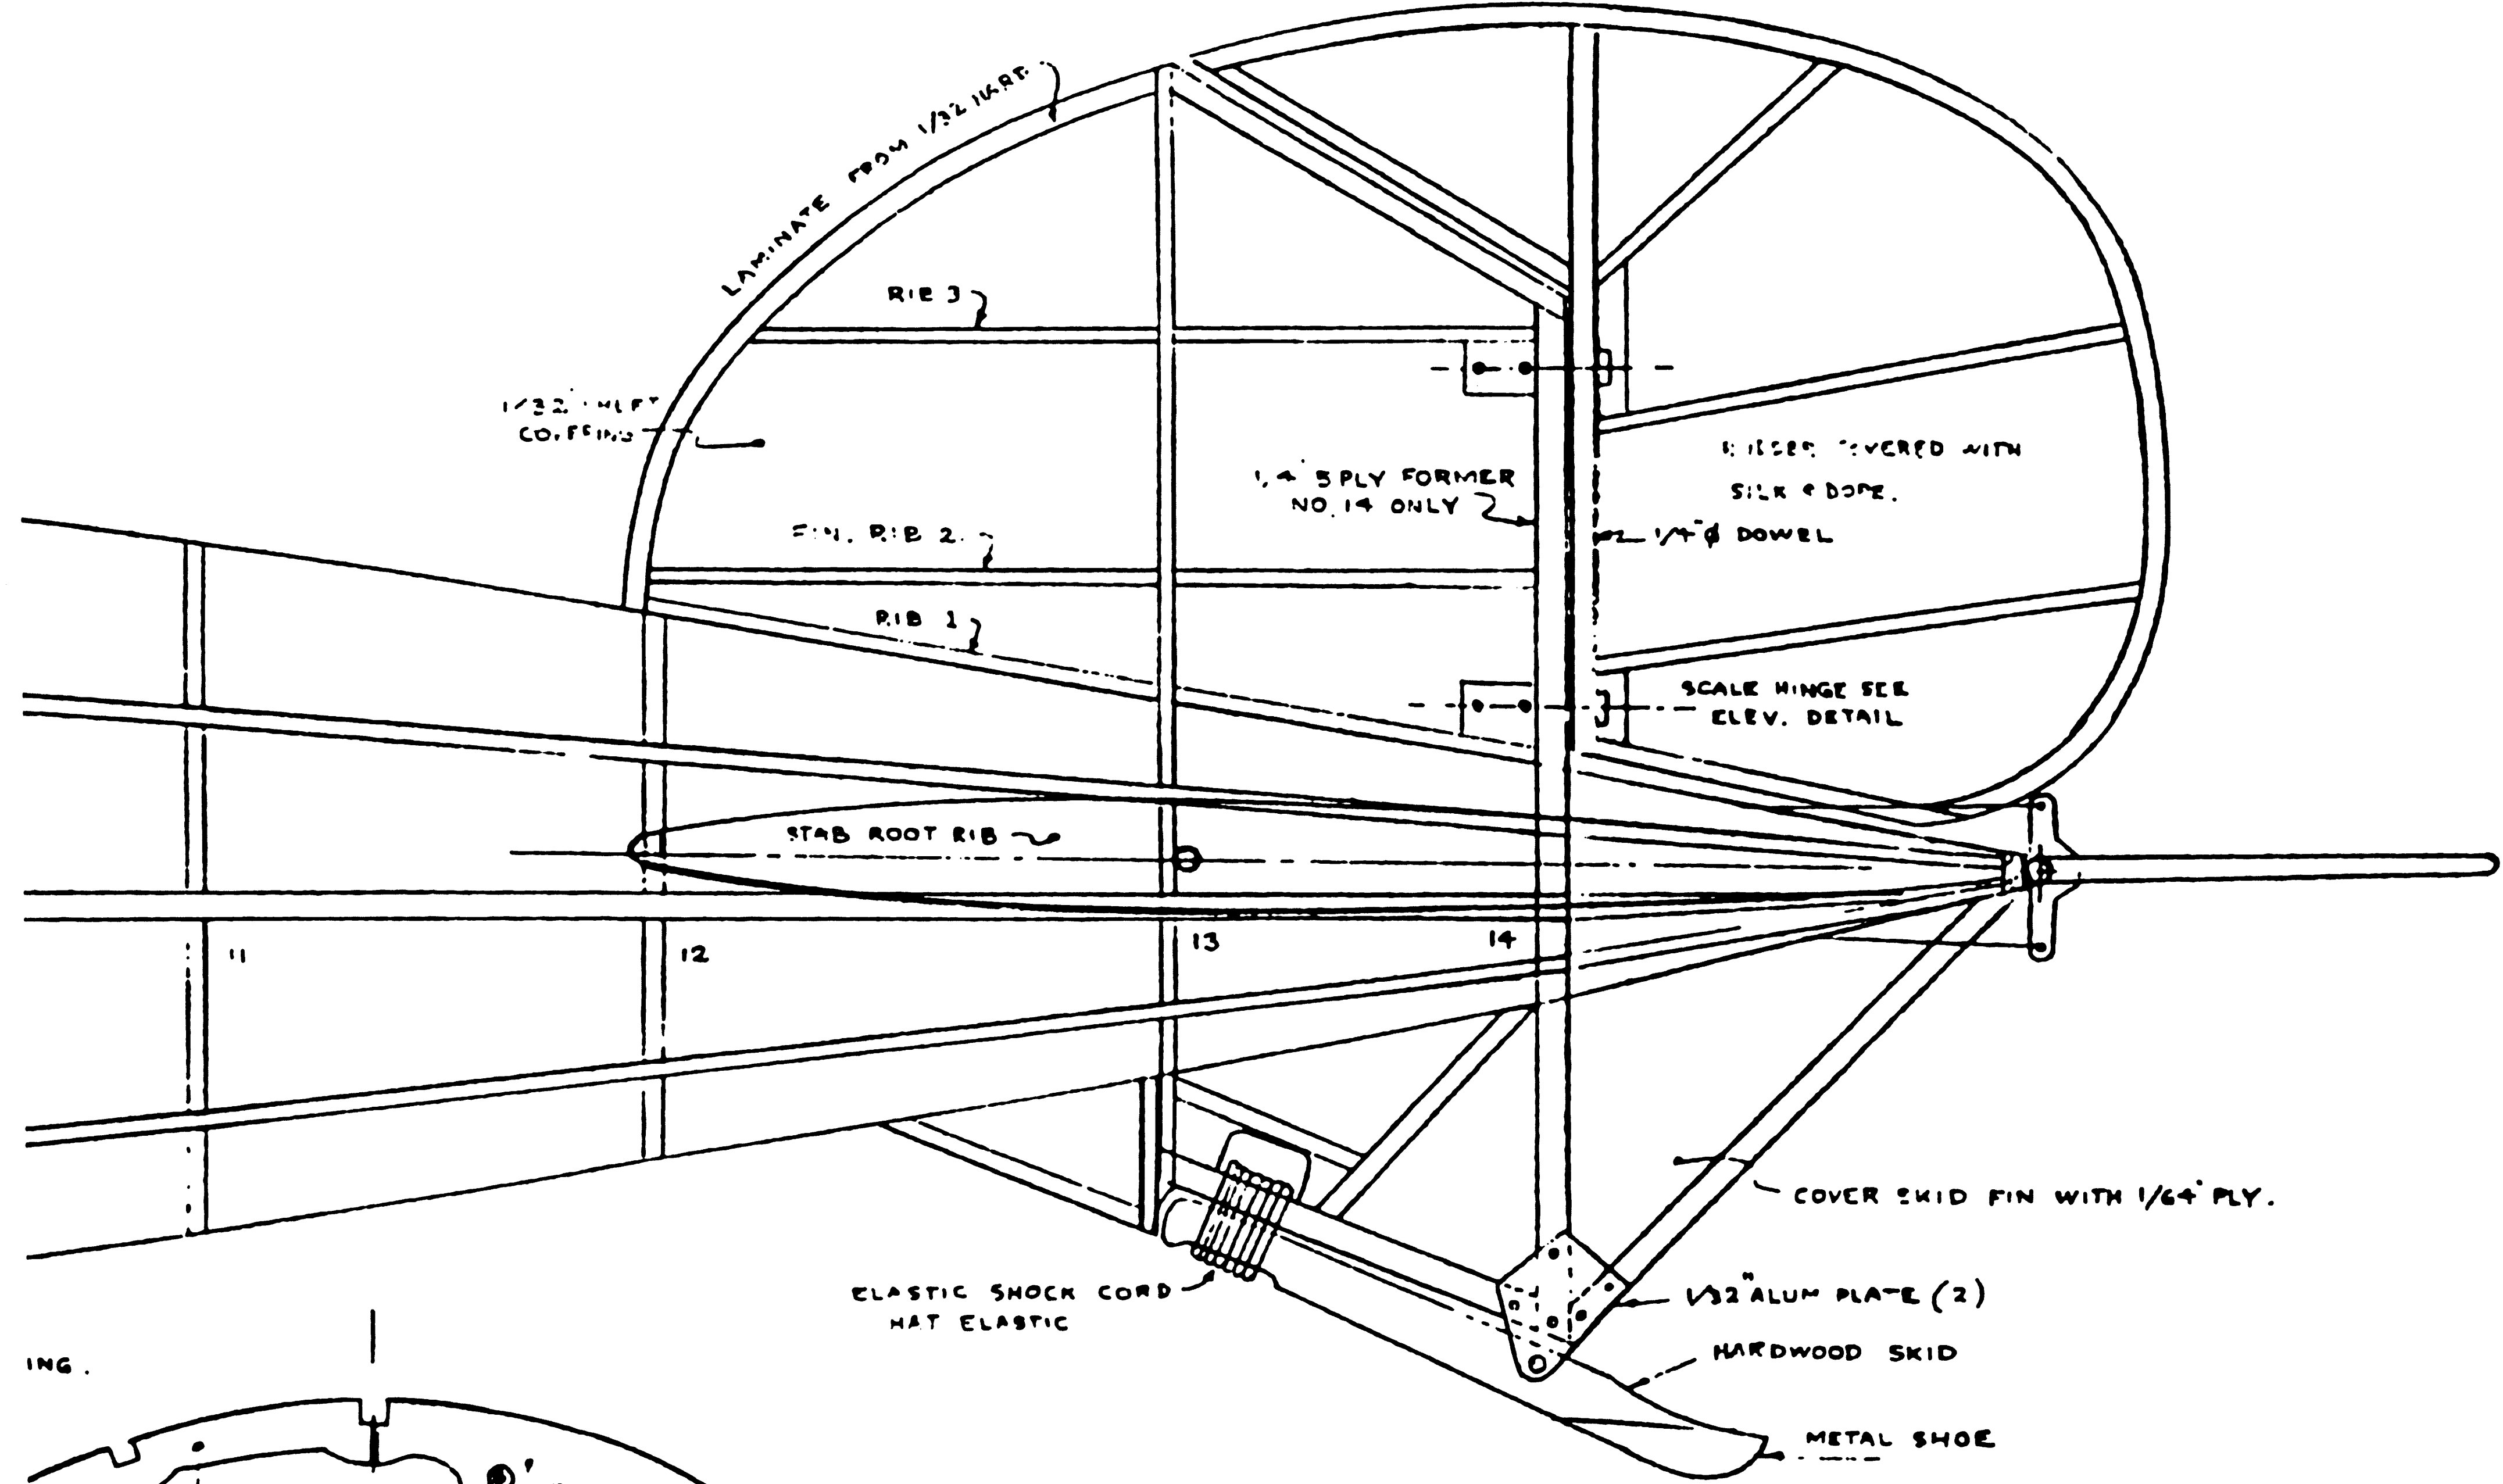 LAMINATE FROM 1/32
RIB 3
1/32
1/4" 5 PLY FORMER
NO. 14 ONLY
COVERED WITH
SILK & DOPE.
1/4" Ø DOWEL
FIN. RIB 2.
RIB 1
SCALE HINGE SEE
ELEV. DETAIL
STAB ROOT RIB
11
12
13
14
COVER SKID FIN WITH 1/64" PLY.
ELASTIC SHOCK CORD
HAT ELASTIC
1/32" ALUM PLATE (2)
HARDWOOD SKID
METAL SHOE
ING.